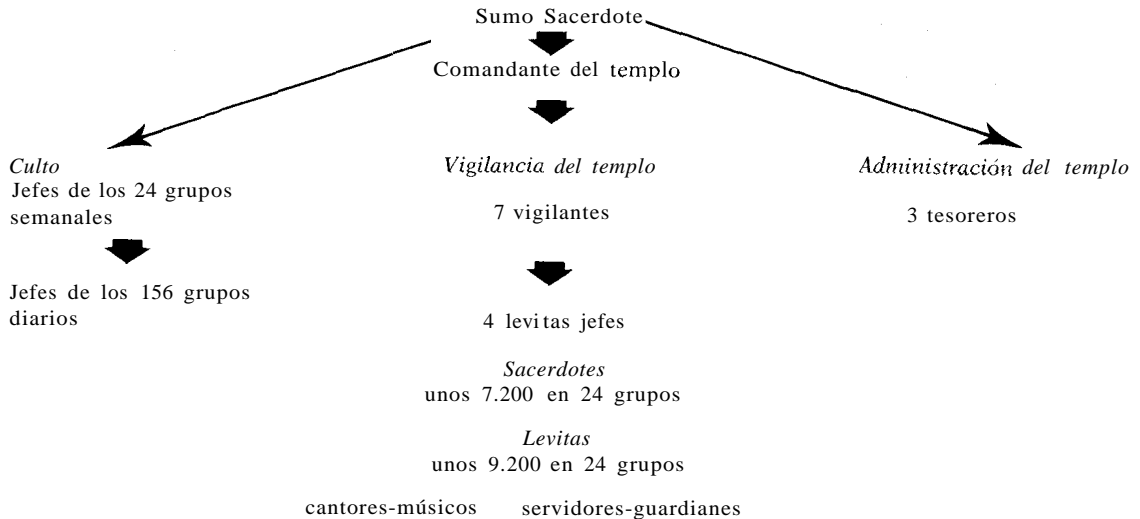 Sumo Sacerdote
Comandante del templo
Culto
Jefes de los 24 grupos
semanales
Jefes de los 156 grupos
diarios
Vigilancia del templo
7 vigilantes
4 levitas jefes
Administración del templo
3 tesoreros
Sacerdotes
unos 7.200 en 24 grupos
Levitas
unos 9.200 en 24 grupos
cantores-músicos servidores-guardianes